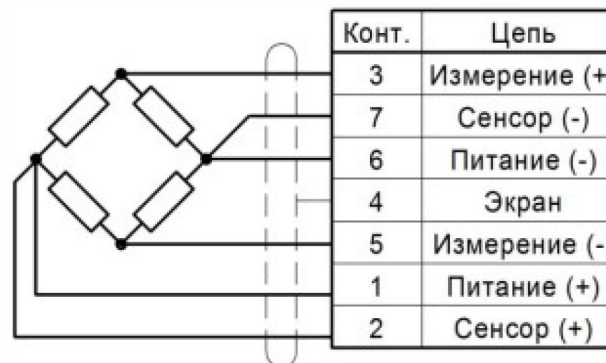 Конт. Цепь
3 Измерение (+
7 Сенсор (-)
6 Питание (-)
4 Экран
5 Измерение (-
1 Питание (+)
2 Сенсор (+)